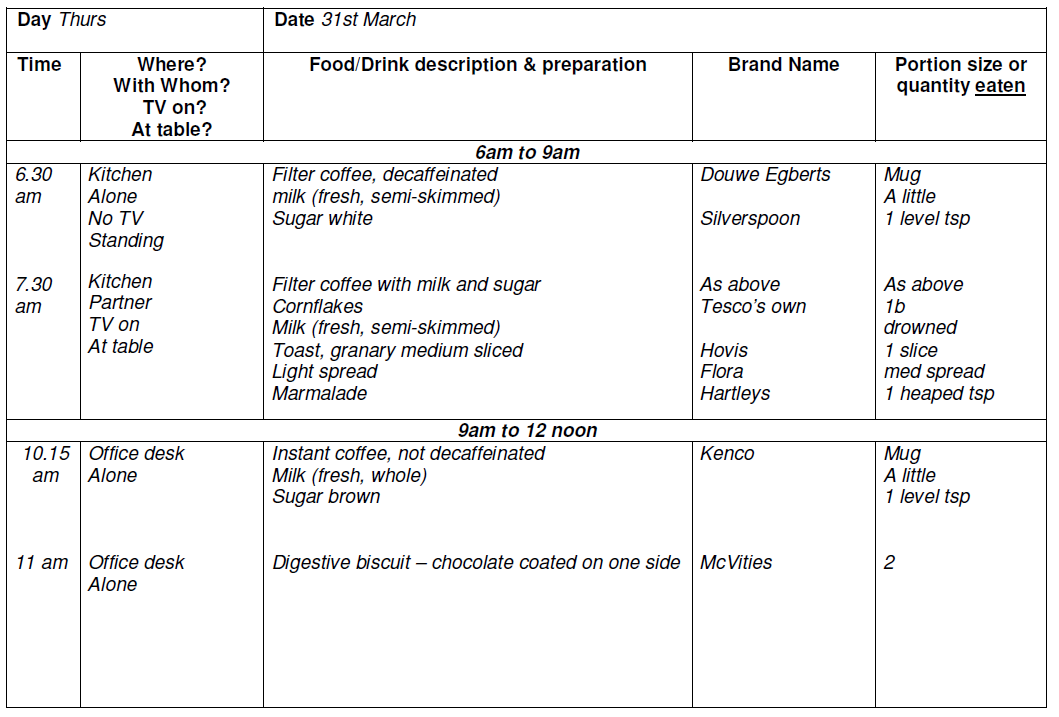 Day Thurs Date 31st March
Time Where? Food/Drink description & preparation Brand Name Portion size or
With Whom? quantity eaten
TV on?
At table?
6am to 9am
6.30 Kitchen Filter coffee, decaffeinated Douwe Egberts Mug
am Alone milk (fresh, semi-skimmed) A little
No TV Sugar white Silverspoon 1 level tsp
Standing
7.30 Kitchen Filter coffee with milk and sugar As above As above
am Partner Cornflakes Tesco’s own 1b
TV on Milk (fresh, semi-skimmed) drowned
At table Toast, granary medium sliced Hovis 1 slice
Light spread Flora med spread
Marmalade Hartleys 1 heaped tsp
9am to 12 noon
10.15 Office desk Instant coffee, not decaffeinated Kenco Mug
am Alone Milk (fresh, whole) A little
Sugar brown 1 level tsp
11 am Office desk Digestive biscuit – chocolate coated on one side McVities 2
Alone